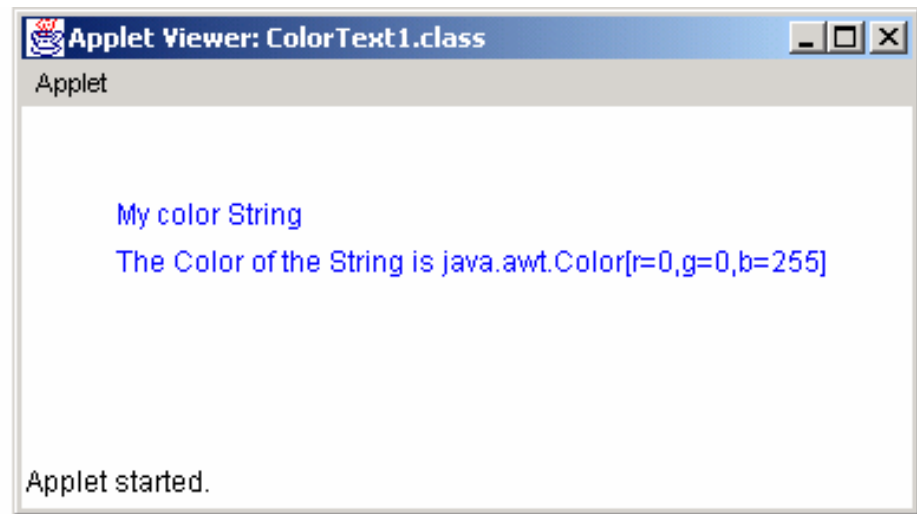 Applet Viewer: ColorText1.class
Applet
My color String
The Color of the String is java.awt.Color[r=0,g=0,b=255]
Applet started.